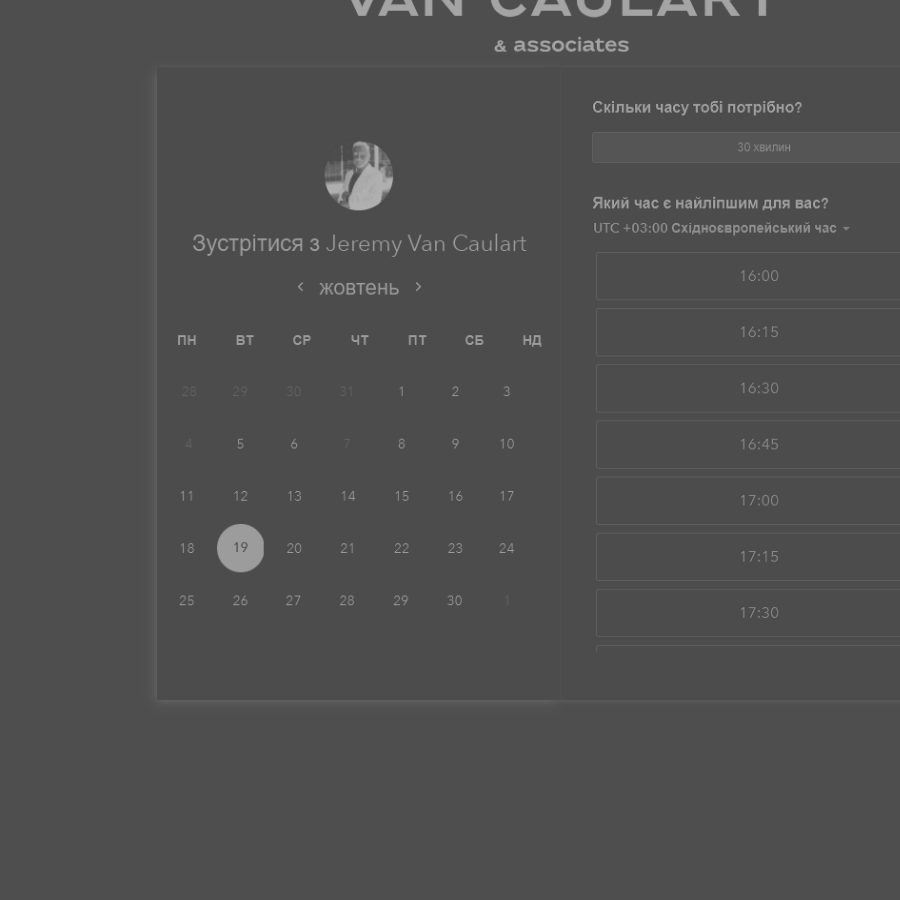 VAN CAULART
& associates
Зустрітися з Jeremy Van Caulart
жовтень
ПН ВТ СР ЧТ ПТ СБ НД
28 29 30 31 1 2 3
4 5 6 7 8 9 10
11 12 13 14 15 16 17
18 19 20 21 22 23 24
25 26 27 28 29 30 1
Скільки часу тобі потрібно?
30 хвилин
Який час є найліпшим для вас?
UTC +03:00 Східноєвропейський час
16:00
16:15
16:30
16:45
17:00
17:15
17:30